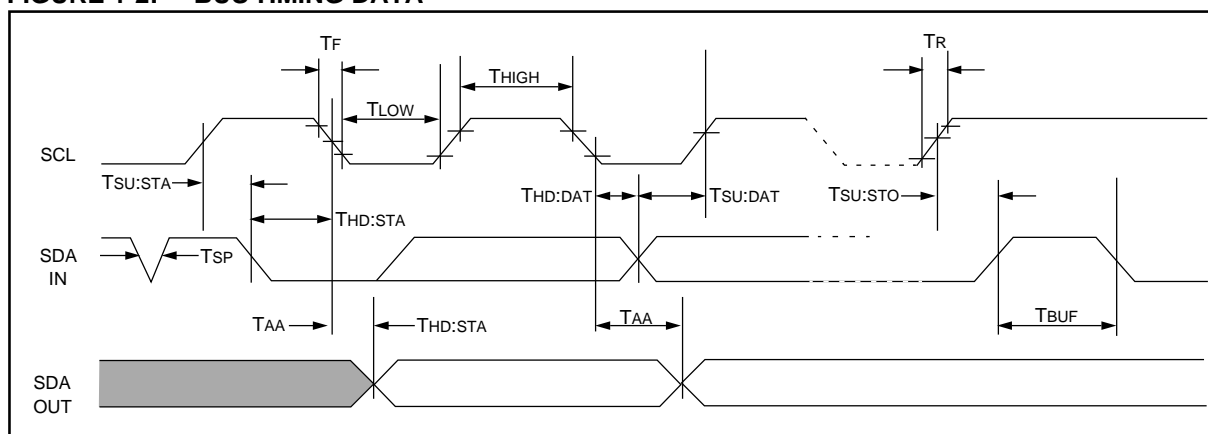 FIGURE 1-2: BUS TIMING DATA
TF
TR
THIGH
TLOW
SCL
TSU:STA
THD:DAT
TSU:DAT
TSU:STO
THD:STA
SDA
IN
TSP
TAA
THD:STA
TAA
TBUF
SDA
OUT